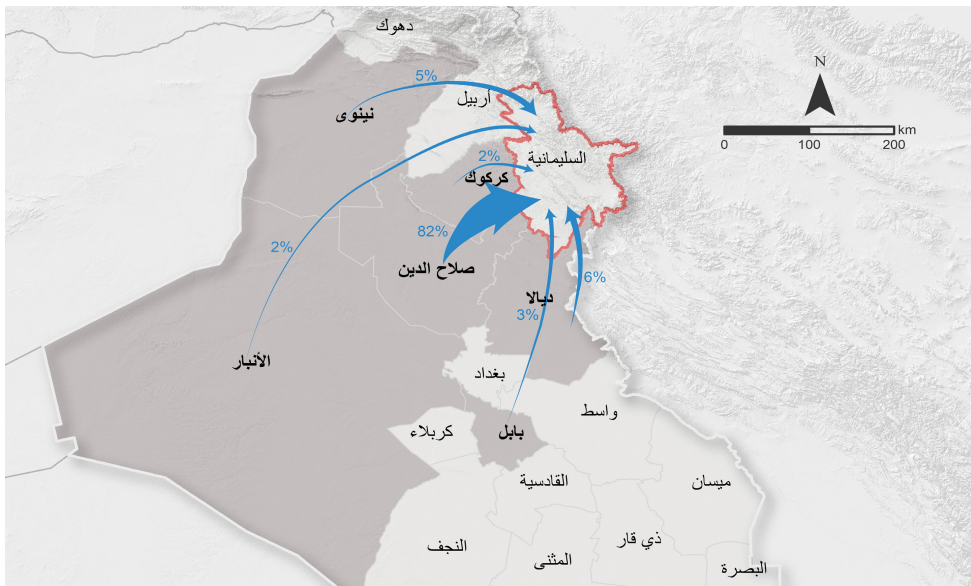 دهوك
N
5%
أربيل
نينوى
km
0
100
200
السليمانية
2%
كركوك
82%
2%
صلاح الدين
6%
ديالا
3%
الأنبار
بغداد
واسط
كربلاء
بابل
القادسية
ميسان
ذي قار
النجف
المثنى
البصرة